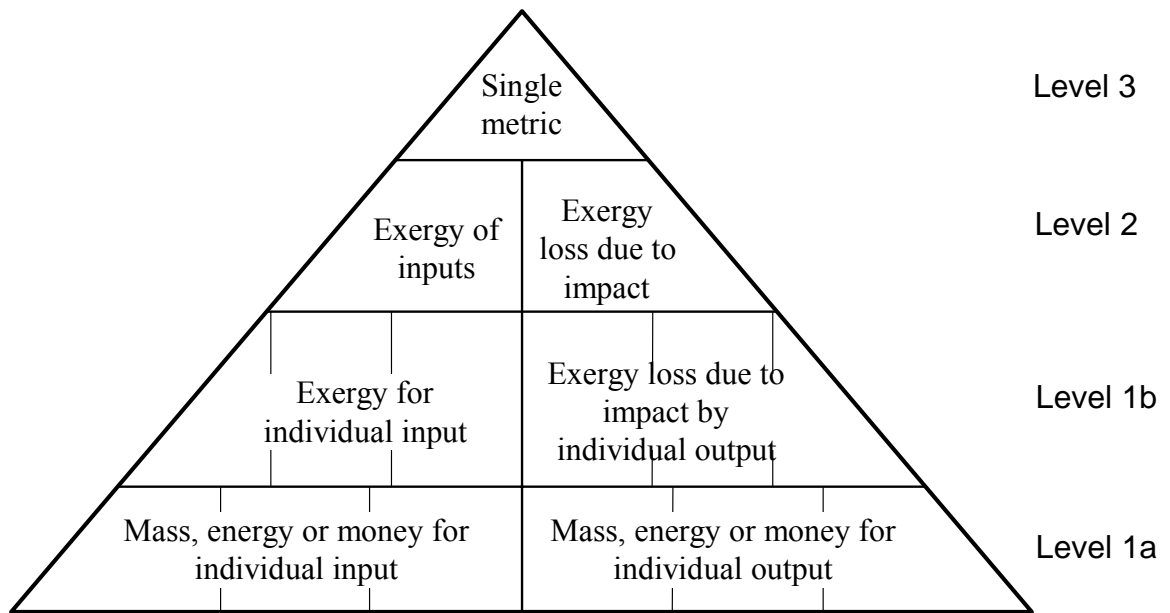 Single
metric
Level 3
Exergy of
inputs
Exergy
loss due to
impact
Level 2
Exergy for
individual input
Exergy loss due to
impact by
individual output
Level 1b
Mass, energy or money for
individual input
Mass, energy or money for
individual output
Level 1a